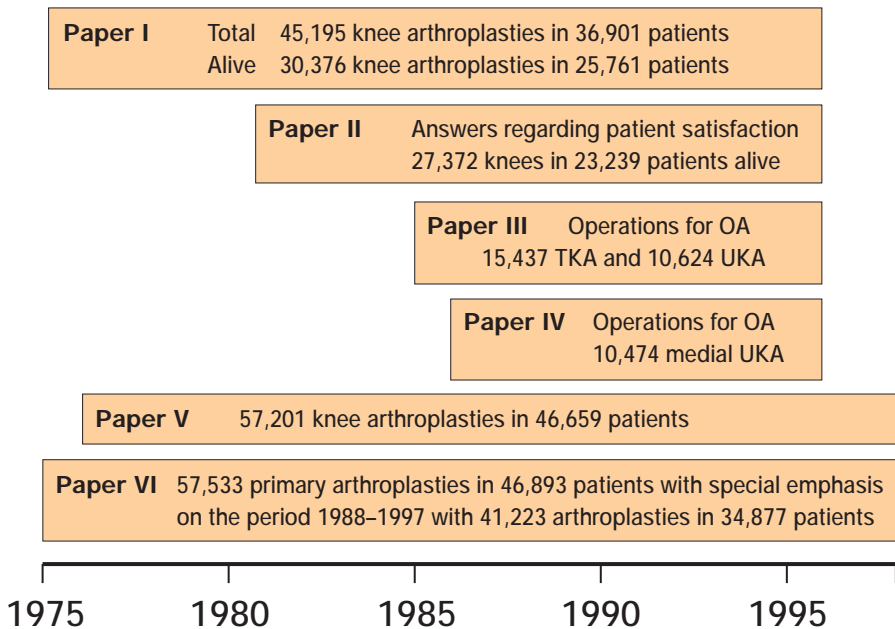 Paper I Total 45,195 knee arthroplasties in 36,901 patients
Alive 30,376 knee arthroplasties in 25,761 patients
Paper II Answers regarding patient satisfaction
27,372 knees in 23,239 patients alive
Paper III Operations for OA
15,437 TKA and 10,624 UKA
Paper IV Operations for OA
10,474 medial UKA
Paper V 57,201 knee arthroplasties in 46,659 patients
Paper VI 57,533 primary arthroplasties in 46,893 patients with special emphasis
on the period 1988–1997 with 41,223 arthroplasties in 34,877 patients
1975 1980 1985 1990 1995